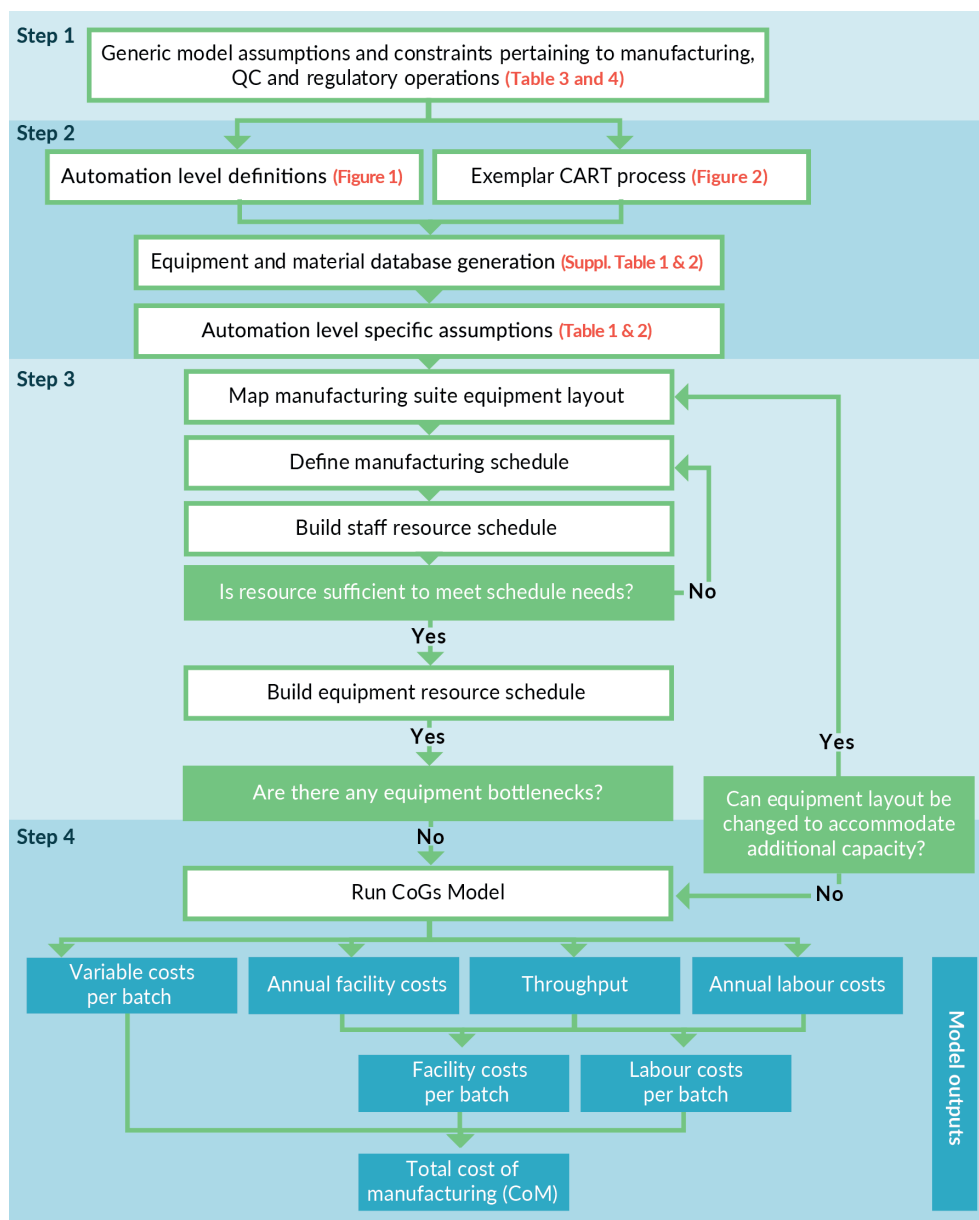 Step 1
Generic model assumptions and constraints pertaining to manufacturing,
QC and regulatory operations (Table 3 and 4)
Step 2
Automation level definitions (Figure 1)
Exemplar CART process (Figure 2)
Equipment and material database generation (Suppl. Table 1 & 2)
Automation level specific assumptions (Table 1 & 2)
Step 3
Map manufacturing suite equipment layout
Define manufacturing schedule
Build staff resource schedule
Is resource sufficient to meet schedule needs?
No
Yes
Build equipment resource schedule
Yes
Yes
Are there any equipment bottlenecks?
Can equipment layout be
changed to accommodate
additional capacity?
Step 4
No
Run CoGs Model
No
Variable costs
per batch
Annual facility costs
Throughput
Annual labour costs
Facility costs
per batch
Labour costs
per batch
Total cost of
manufacturing (CoM)
Model outputs